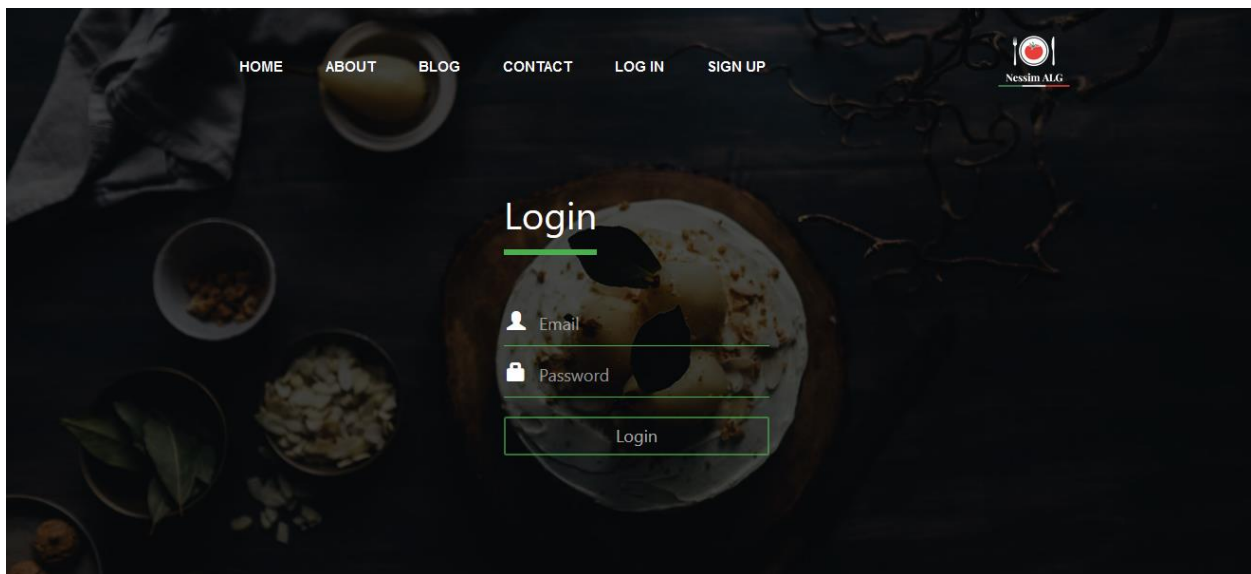 HOME ABOUT BLOG CONTACT LOG IN SIGN UP
Nessim ALG
Login
Email
Password
Login